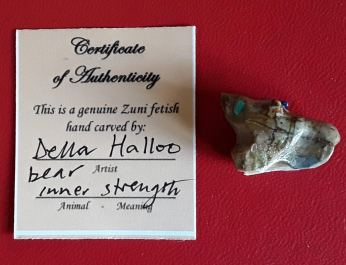 Certificate
of Authenticity
This is a genuine Zuni fetish
hand carved by:
Della Halloo
Artist
bear
inner strength
Animal - Meaning